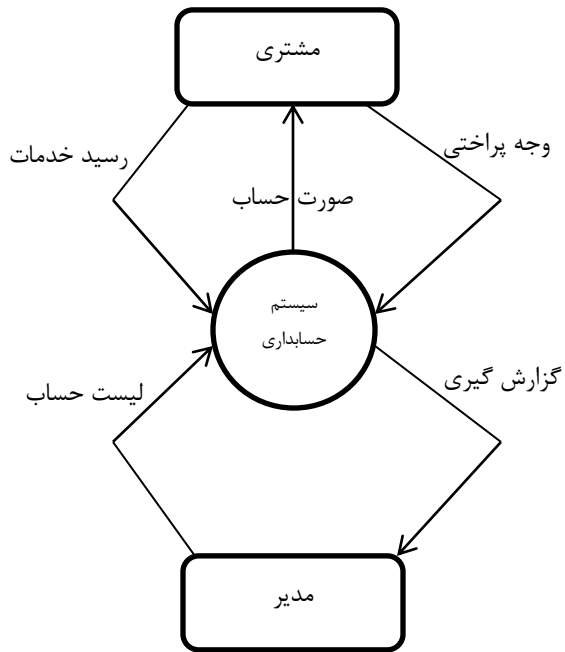 مشتری
رسید خدمات
وجه پراختی
صورت حساب
سیستم
حسابداری
لیست حساب
گزارش گیری
مدیر